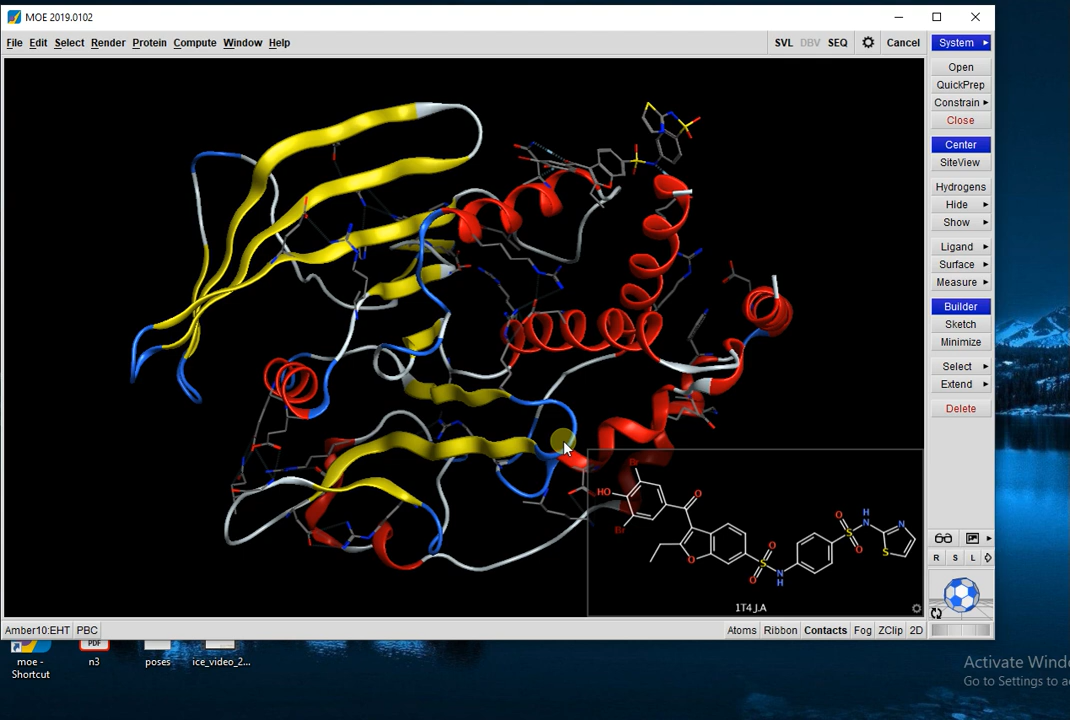 MOE 2019.0102
File Edit Select Render Protein Compute Window Help
SVL DBV SEQ Cancel
System
Open
QuickPrep
Constrain
Close
Center
SiteView
Hydrogens
Hide
Show
Ligand
Surface
Measure
Builder
Sketch
Minimize
Select
Extend
Delete
R S L
Br
HO
O
Br
O
O
O
S
O
N
H
O
S
O
H
N
N
S
1T4 J.A
Amber10:EHT PBC
Atoms Ribbon Contacts Fog ZClip 2D
PDF
moe -
Shortcut
n3
poses
ice_video_2...
Activate Windo
Go to Settings to a